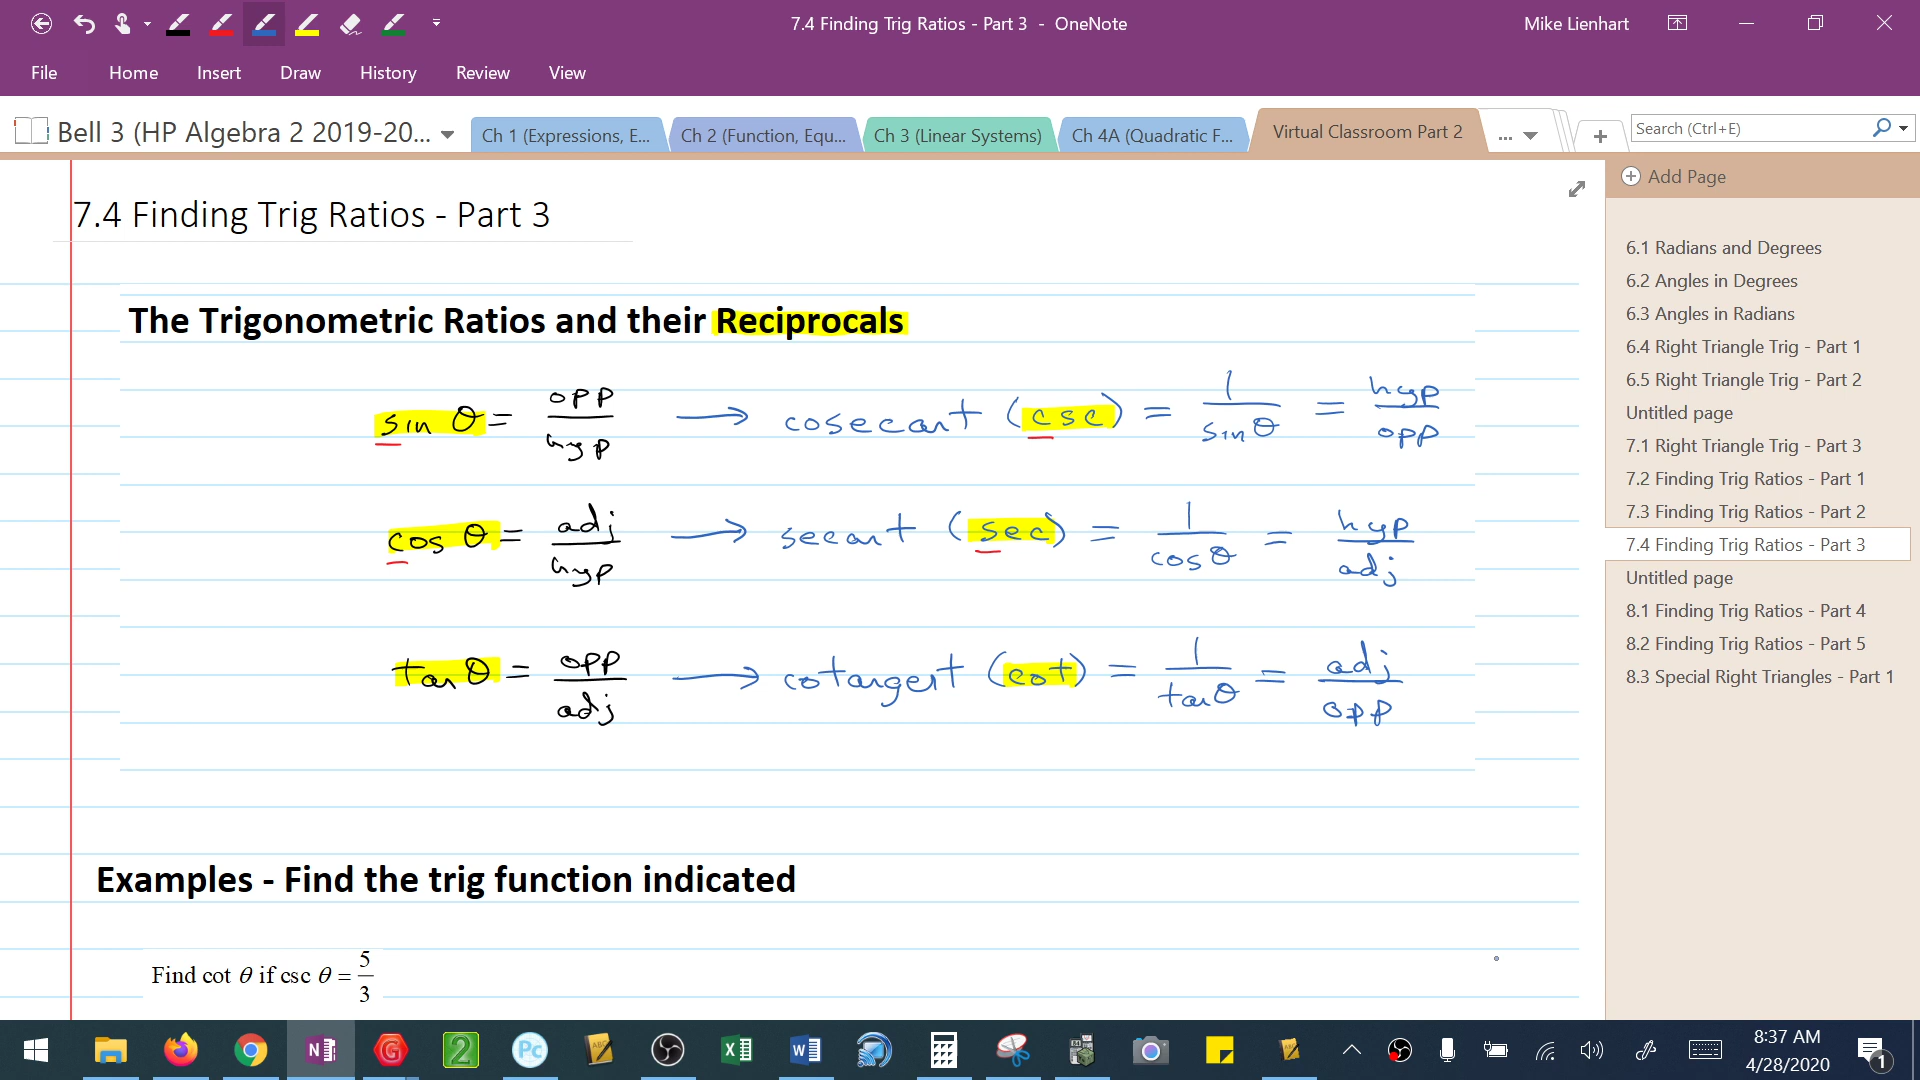 7.4 Finding Trig Ratios - Part 3 - OneNote
Mike Lienhart
File Home Insert Draw History Review View
Bell 3 (HP Algebra 2 2019-20...
Ch 1 (Expressions, E...
Ch 2 (Function, Equ...
Ch 3 (Linear Systems)
Ch 4A (Quadratic F...
Virtual Classroom Part 2
...
Search (Ctrl+E)
7.4 Finding Trig Ratios - Part 3
The Trigonometric Ratios and their Reciprocals
sin θ = opp/hyp → cosecant (csc) = 1/sinθ = hyp/opp
cos θ = adj/hyp → secant (sec) = 1/cosθ = hyp/adj
tanθ = opp/adj → cotangent (cot) = 1/tanθ = adj/opp
Examples - Find the trig function indicated
Find cot θ if csc θ = 5/3
Add Page
6.1 Radians and Degrees
6.2 Angles in Degrees
6.3 Angles in Radians
6.4 Right Triangle Trig - Part 1
6.5 Right Triangle Trig - Part 2
Untitled page
7.1 Right Triangle Trig - Part 3
7.2 Finding Trig Ratios - Part 1
7.3 Finding Trig Ratios - Part 2
7.4 Finding Trig Ratios - Part 3
Untitled page
8.1 Finding Trig Ratios - Part 4
8.2 Finding Trig Ratios - Part 5
8.3 Special Right Triangles - Part 1
8:37 AM
4/28/2020
1